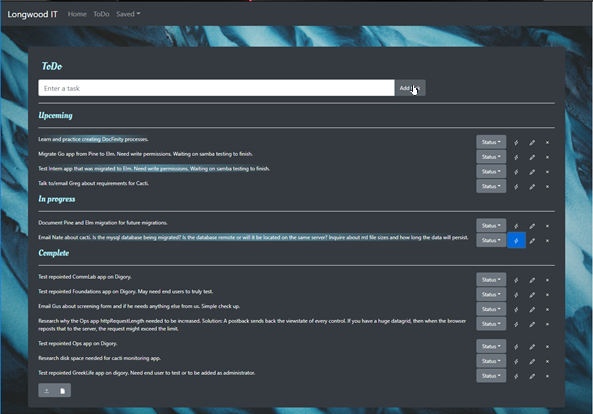 Longwood IT Home ToDo Saved
ToDo
Enter a task
Add
Upcoming
Learn and practice creating DocFinity processes.
Status
Migrate Go app from Pine to Elm. Need write permissions. Waiting on samba testing to finish.
Status
Test Intern app that was migrated to Elm. Need write permissions. Waiting on samba testing to finish.
Status
Talk to/email Greg about requirements for Cacti.
Status
In progress
Document Pine and Elm migration for future migrations.
Status
Email Nate about cacti. Is the mysql database being migrated? Is the database remote or will it be located on the same server? Inquire about rrd file sizes and how long the data will persist.
Status
Complete
Test repointed CommLab app on Digory.
Status
Test repointed Foundations app on Digory. May need end users to truly test.
Status
Email Gus about screening form and if he needs anything else from us. Simple check up.
Status
Research why the Ops app httpRequestLength needed to be increased. Solution: A postback sends back the viewstate of every control. If you have a huge datagrid, then when the browser
reposts that to the server, the request might exceed the limit.
Status
Test repointed Ops app on Digory.
Status
Research disk space needed for cacti monitoring app.
Status
Test repointed GreekLife app on digory. Need end user to test or to be added as administrator.
Status